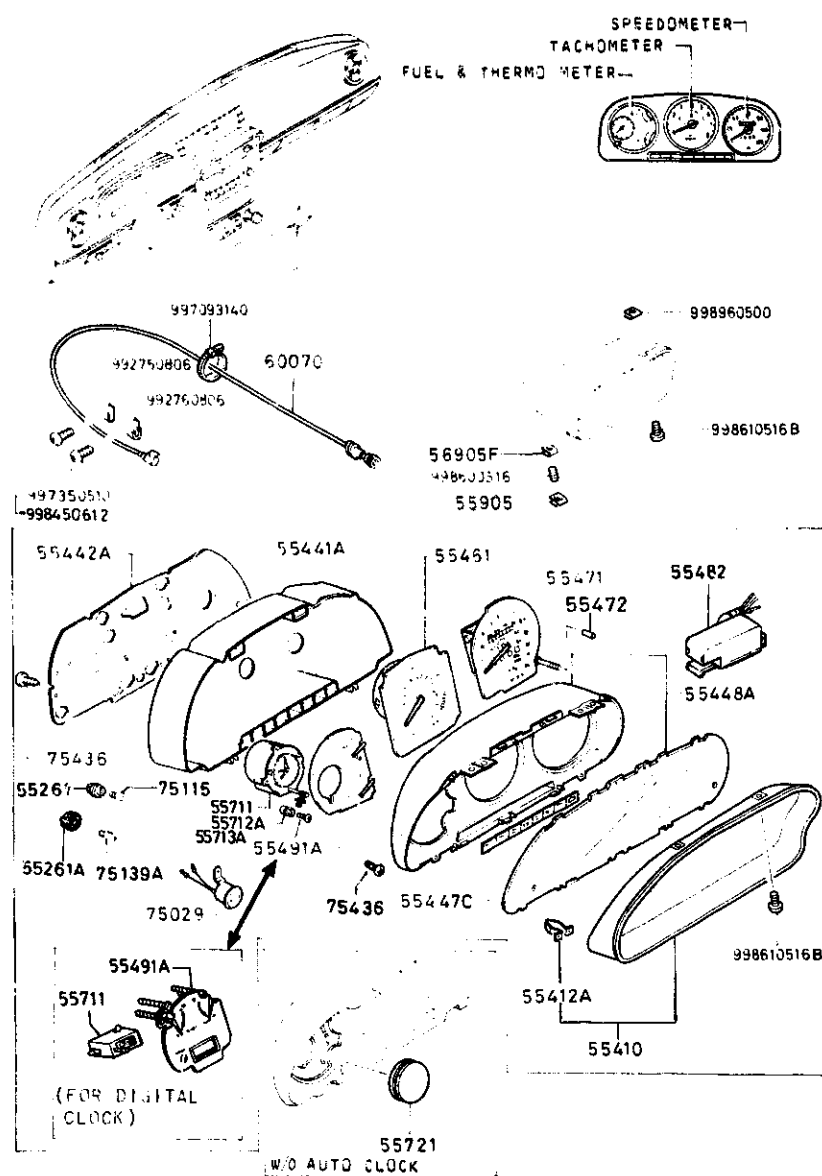 SPEEDOMETER
TACHOMETER
FUEL & THERMO METER
997093140
998960500
992750806
60070
992760806
998610516B
56905F
998600516
55905
997350510
998450612
55442A
55441A
55461
55471
55472
55482
55448A
75436
55261
75115
55711
55712A
55713A
55491A
55261A
75139A
75436
55447C
75029
998610516B
55491A
55711
55412A
55410
(FOR DIGITAL
CLOCK)
55721
W/O AUTO CLOCK